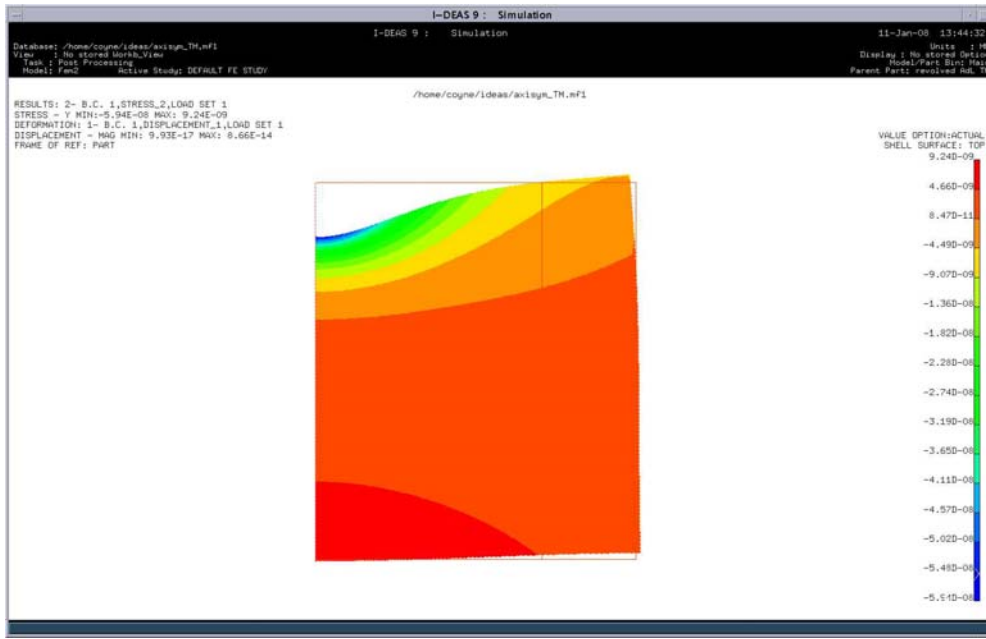 I-DEAS 9 : Simulation
I-DEAS 9 : Simulation
11-Jan-08 13:44:32
Database: /home/coyne/ideas/axisym_TM.mf1
View : No stored Workb_View
Task : Post Processing
Model: Fem2 Active Study: DEFAULT FE STUDY
Units : M
Display : No stored Optio
Model/Part Bin: Mai
Parent Part: revolved AdL T
/home/coyne/ideas/axisym_TM.mf1
RESULTS: 2- B.C. 1,STRESS_2,LOAD SET 1
STRESS - Y MIN:-5.94E-08 MAX: 9.24E-09
DEFORMATION: 1- B.C. 1,DISPLACEMENT_1,LOAD SET 1
DISPLACEMENT - MAG MIN: 9.93E-17 MAX: 8.66E-14
FRAME OF REF: PART
VALUE OPTION:ACTUAL
SHELL SURFACE: TOP
9.24D-09
4.66D-09
8.47D-11
-4.49D-09
-9.07D-09
-1.36D-08
-1.82D-08
-2.28D-08
-2.74D-08
-3.19D-08
-3.65D-08
-4.11D-08
-4.57D-08
-5.02D-08
-5.48D-08
-5.94D-08